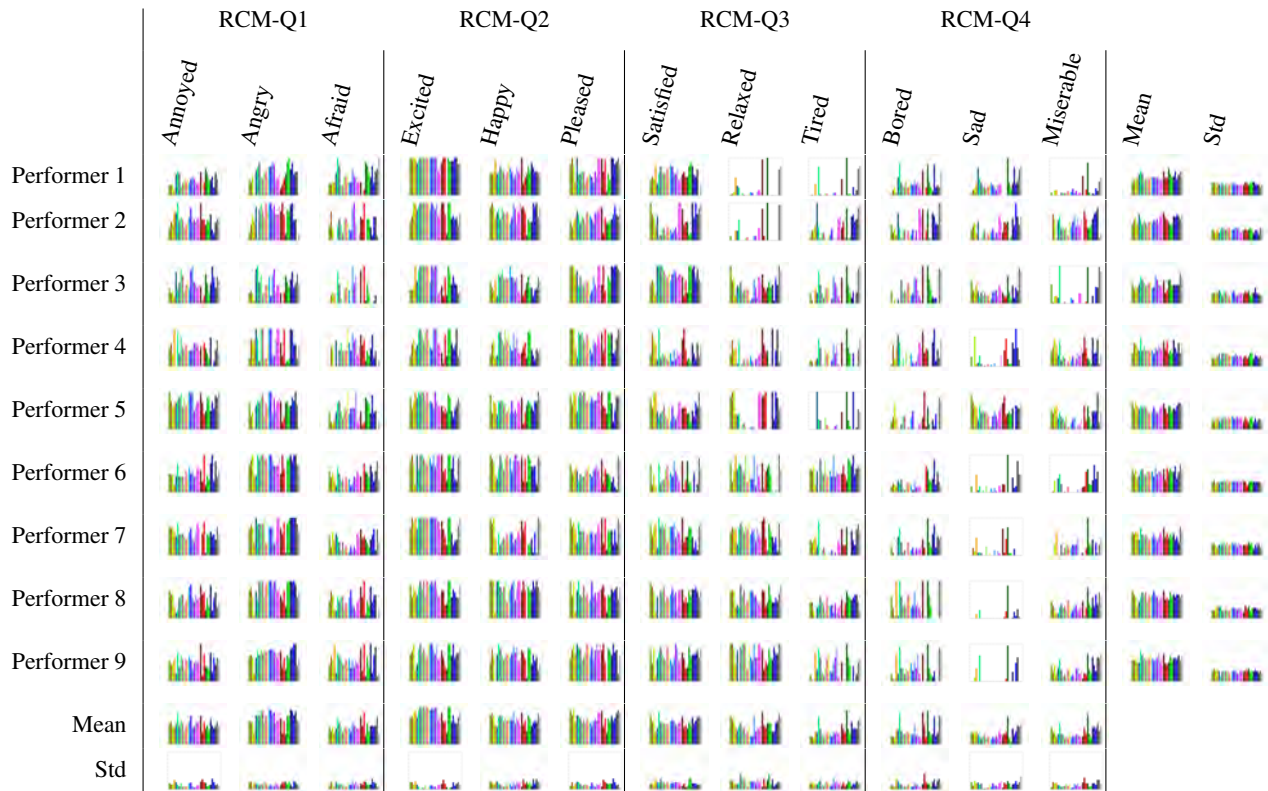 RCM-Q1 RCM-Q2 RCM-Q3 RCM-Q4
Annoyed Angry Afraid Excited Happy Pleased Satisfied Relaxed Tired Bored Sad Miserable Mean Std
Performer 1
Performer 2
Performer 3
Performer 4
Performer 5
Performer 6
Performer 7
Performer 8
Performer 9
Mean
Std